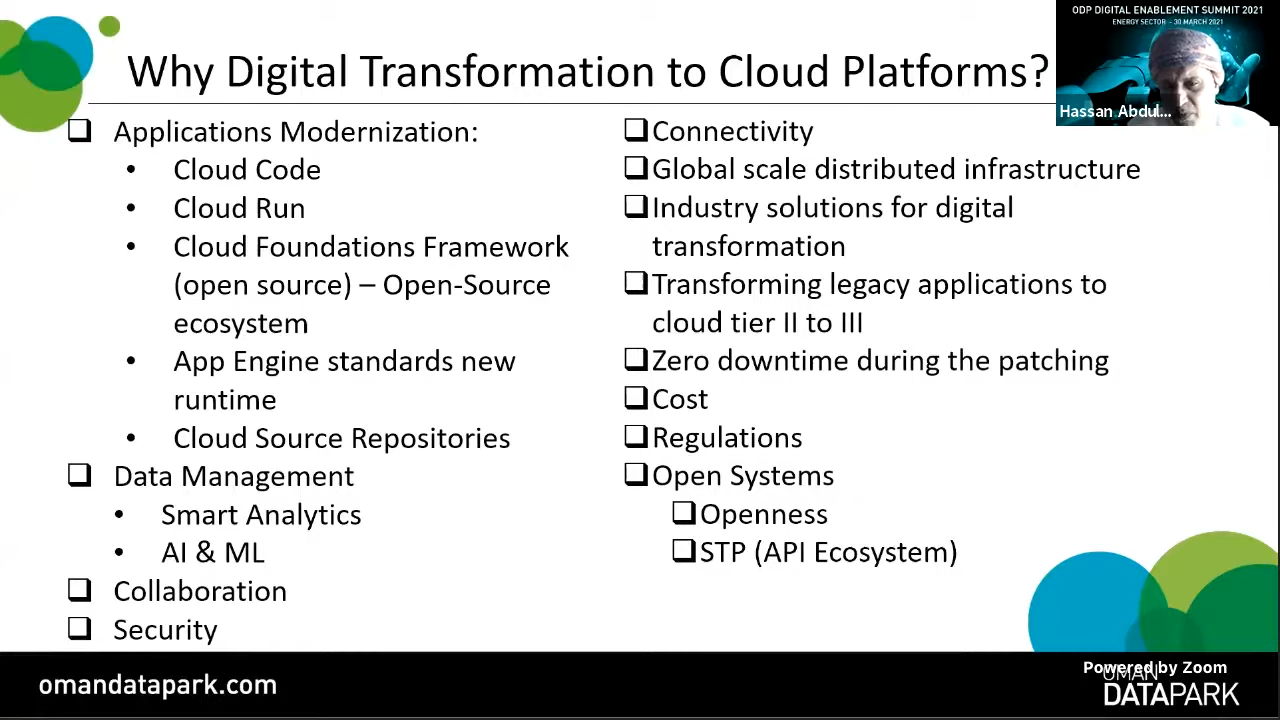 ODP DIGITAL ENABLEMENT SUMMIT 2021
ENERGY SECTOR - 30 MARCH 2021
Why Digital Transformation to Cloud Platforms?
Hassan Abdul...
Applications Modernization:
• Cloud Code
• Cloud Run
• Cloud Foundations Framework
(open source) – Open-Source
ecosystem
• App Engine standards new
runtime
• Cloud Source Repositories
Data Management
• Smart Analytics
• AI & ML
Collaboration
Security
Connectivity
Global scale distributed infrastructure
Industry solutions for digital
transformation
Transforming legacy applications to
cloud tier II to III
Zero downtime during the patching
Cost
Regulations
Open Systems
Openness
STP (API Ecosystem)
omandatapark.com
Powered by Zoom
OMAN
DATAPARK